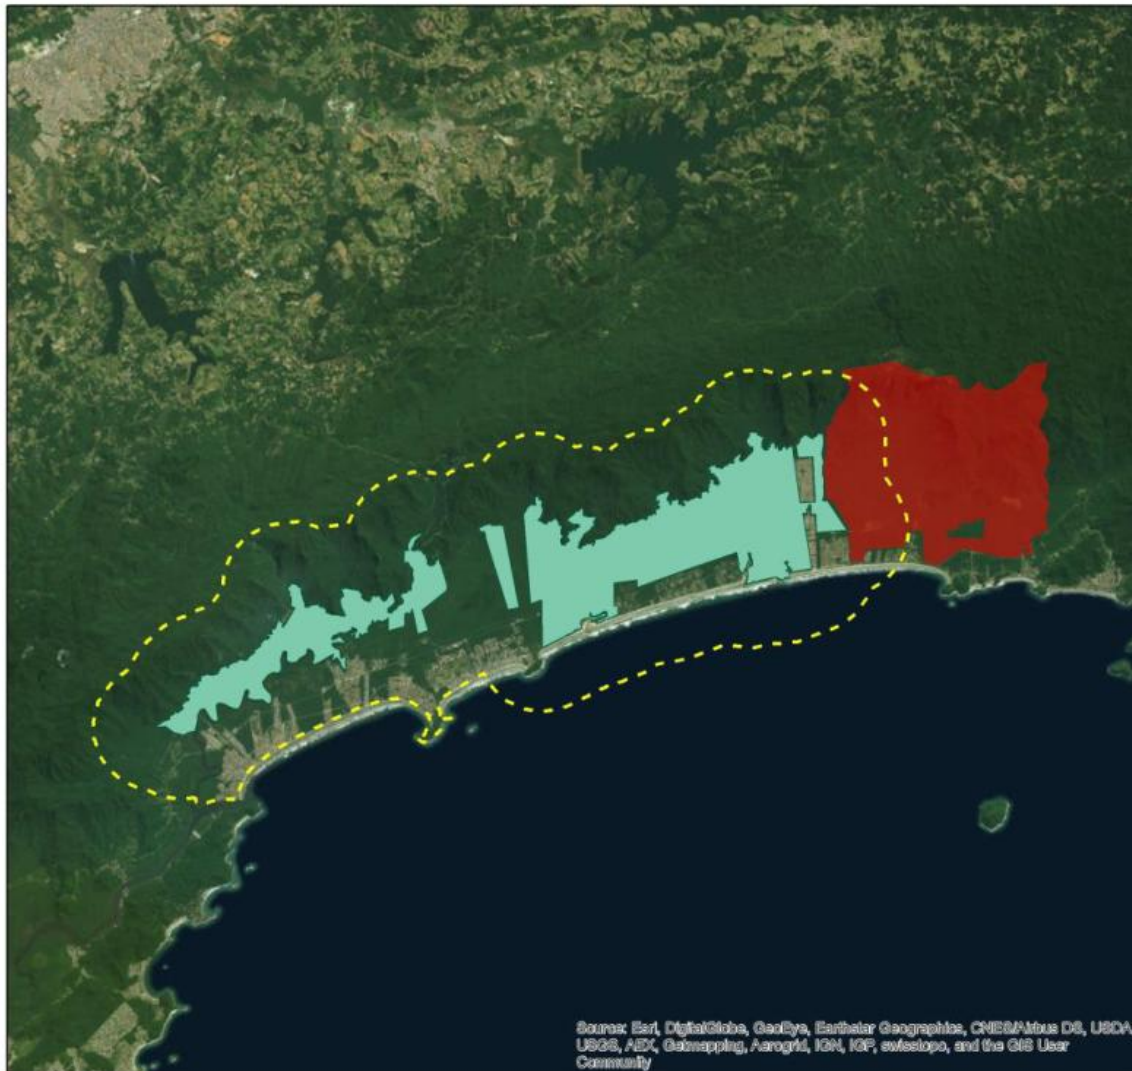 Source: Esri, DigitalGlobe, GeoEye, Earthstar Geographics, CNES/Airbus DS, USDA,
USGS, AEX, Getmapping, Aerogrid, IGN, IGP, swisstopo, and the GIS User
Community